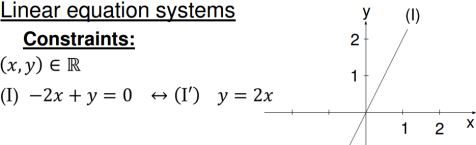 Linear equation systems
Constraints:
(x, y) ∈ ℝ
(I) −2x + y = 0 ↔ (I′) y = 2x
y
(I)
2
1
1 2 x